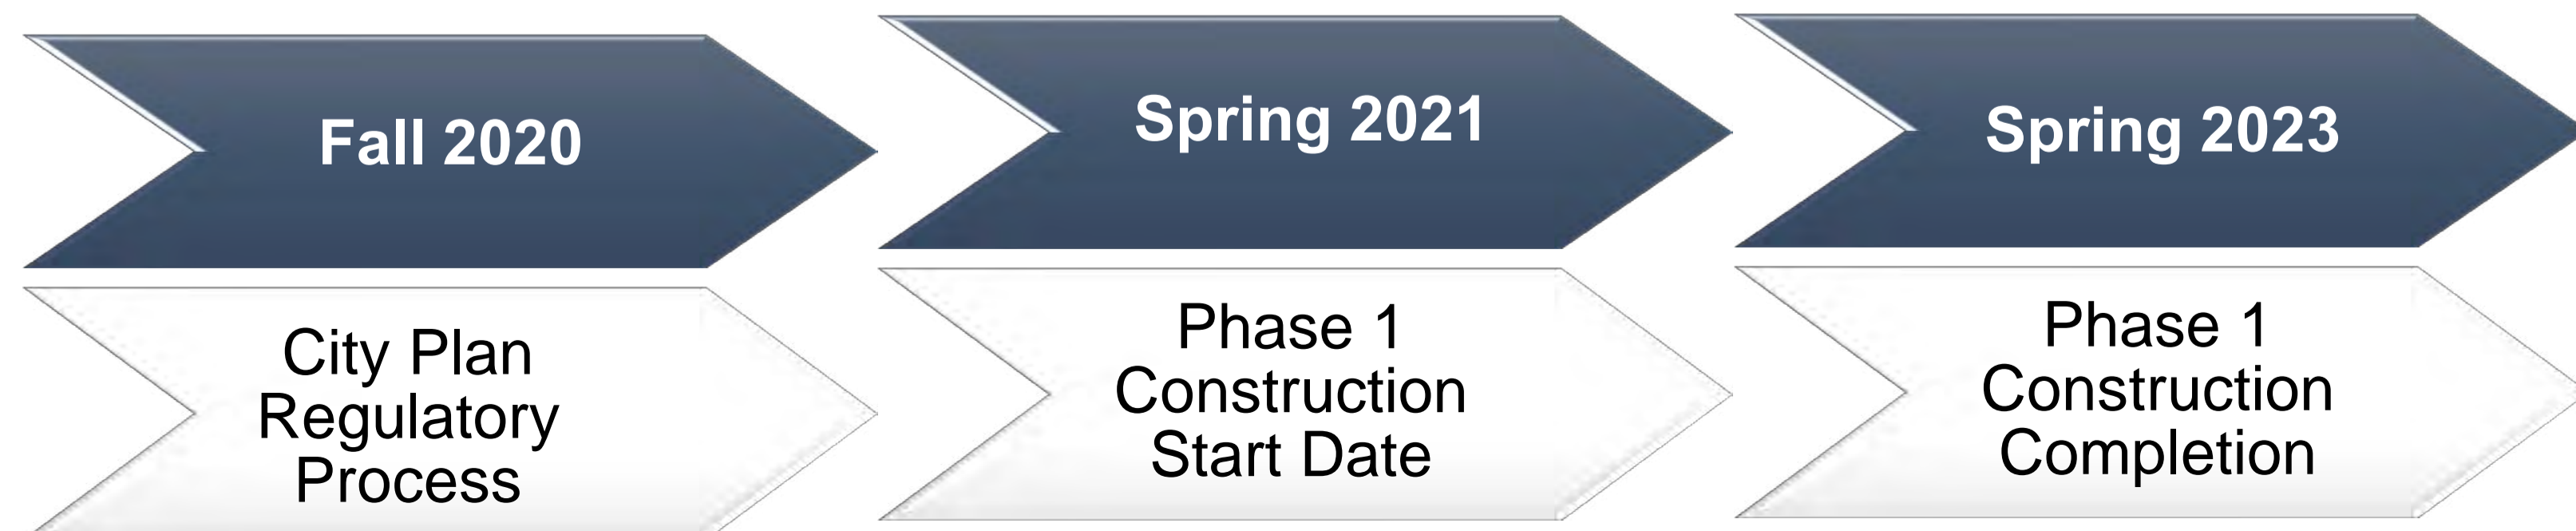 Fall 2020
Spring 2021
Spring 2023
City Plan
Regulatory
Process
Phase 1
Construction
Start Date
Phase 1
Construction
Completion